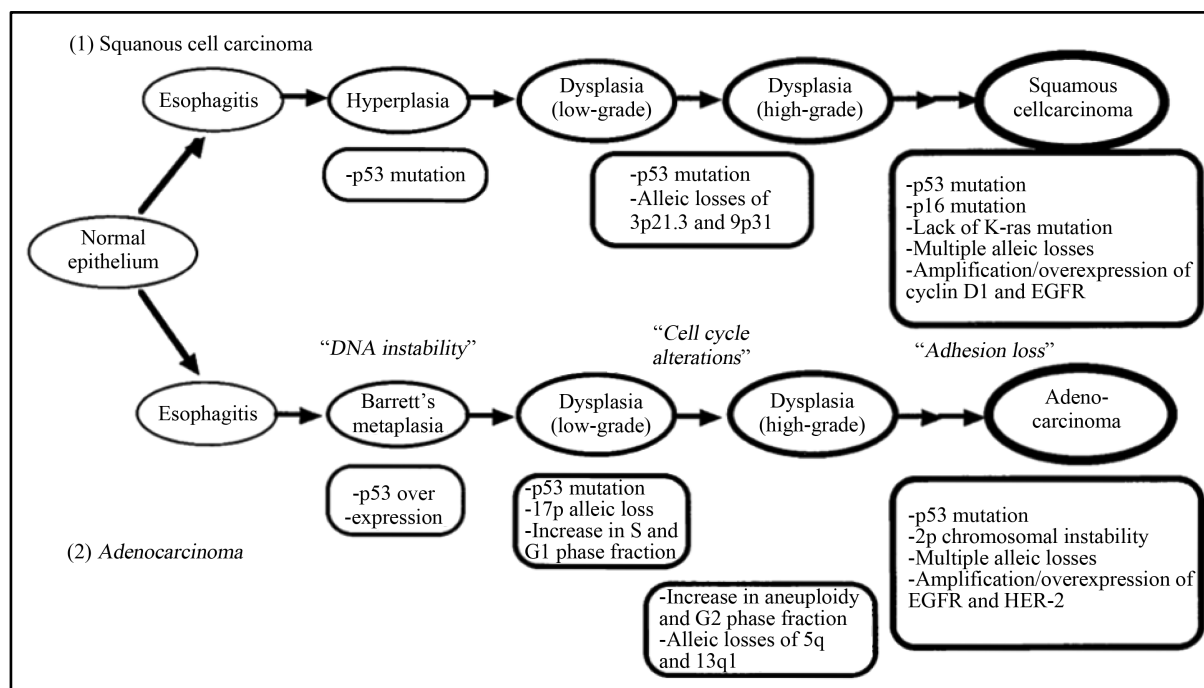 (1) Squanous cell carcinoma
Esophagitis
Hyperplasia
Dysplasia
(low-grade)
Dysplasia
(high-grade)
Squamous
cellcarcinoma
-p53 mutation
-p53 mutation
-Alleic losses of
3p21.3 and 9p31
-p53 mutation
-p16 mutation
-Lack of K-ras mutation
-Multiple alleic losses
-Amplification/overexpression of
cyclin D1 and EGFR
Normal
epithelium
“DNA instability”
“Cell cycle
alterations”
“Adhesion loss”
Esophagitis
Barrett’s
metaplasia
Dysplasia
(low-grade)
Dysplasia
(high-grade)
Adeno-
carcinoma
-p53 over
-expression
-p53 mutation
-17p alleic loss
-Increase in S and
G1 phase fraction
-Increase in aneuploidy
and G2 phase fraction
-Alleic losses of 5q
and 13q1
-p53 mutation
-2p chromosomal instability
-Multiple alleic losses
-Amplification/overexpression of
EGFR and HER-2
(2) Adenocarcinoma